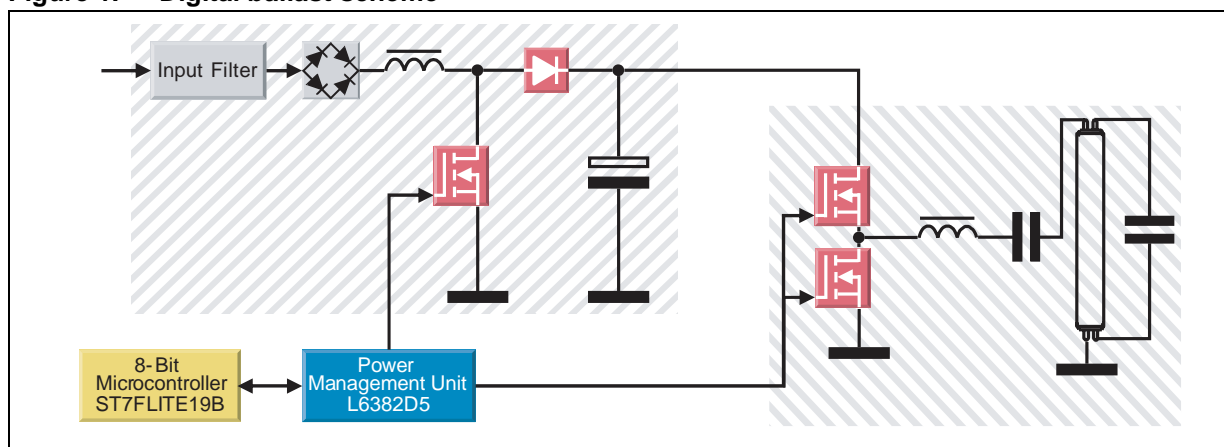 Input Filter
8-Bit
Microcontroller
ST7FLITE19B
Power
Management Unit
L6382D5